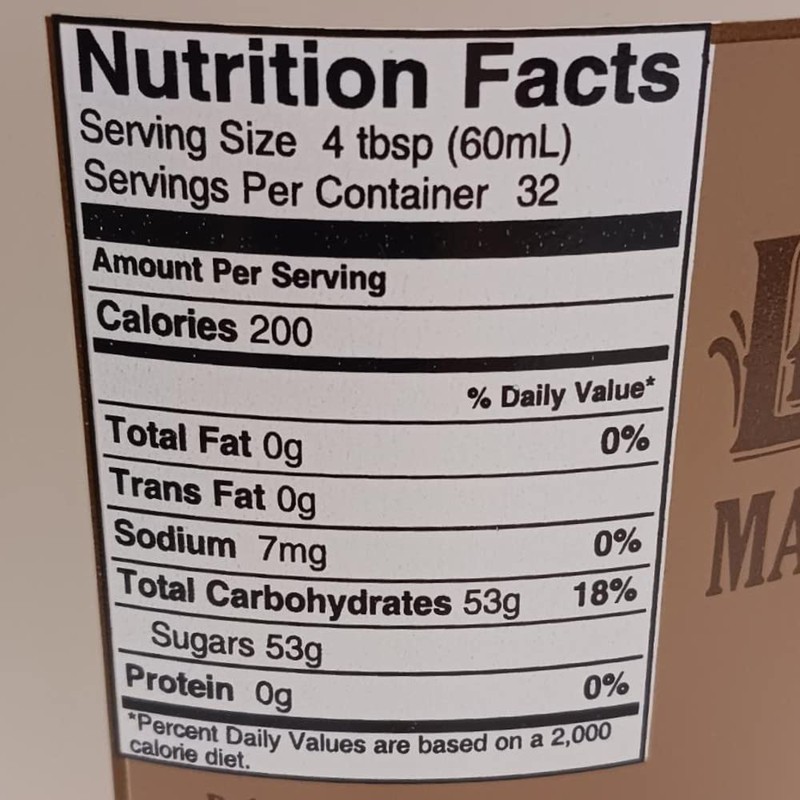 Nutrition Facts
Serving Size 4 tbsp (60mL)
Servings Per Container 32
Amount Per Serving
Calories 200
% Daily Value*
Total Fat 0g 0%
Trans Fat 0g
Sodium 7mg 0%
Total Carbohydrates 53g 18%
Sugars 53g
Protein 0g 0%
*Percent Daily Values are based on a 2,000
calorie diet.
MA